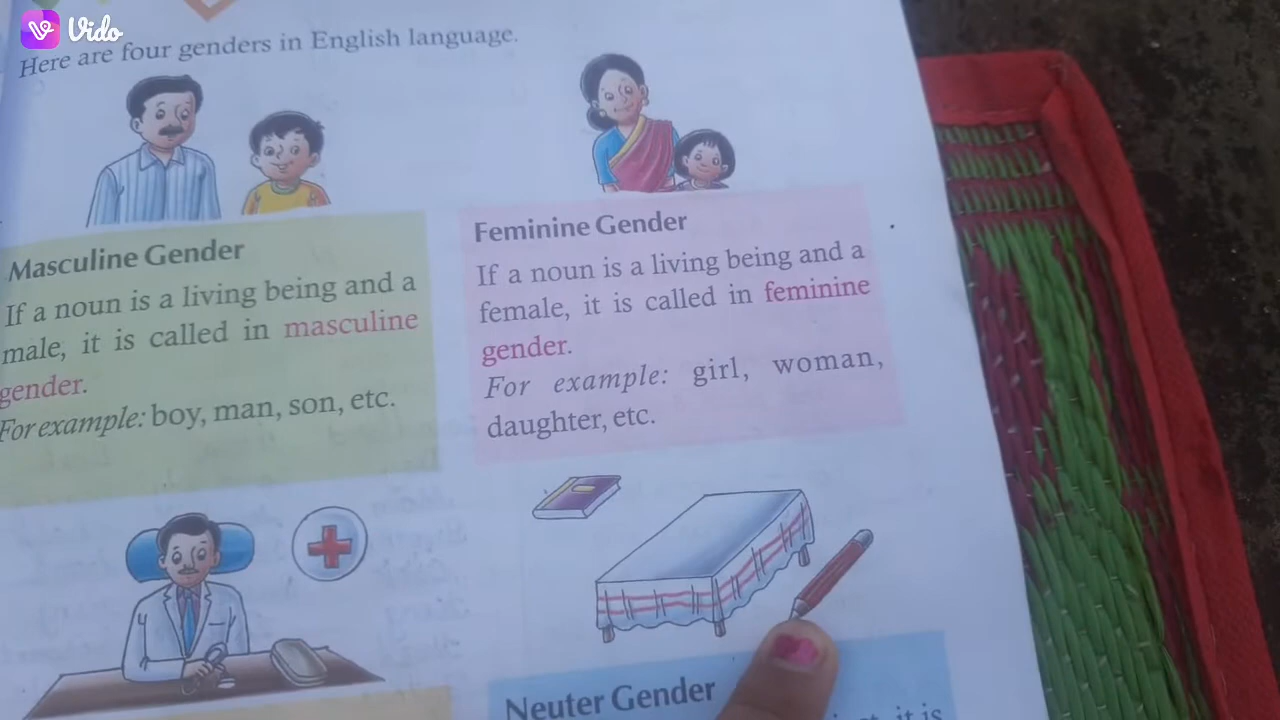 Vido
Here are four genders in English language.
Masculine Gender
If a noun is a living being and a
male, it is called in masculine
gender.
For example: boy, man, son, etc.
Feminine Gender
If a noun is a living being and a
female, it is called in feminine
gender.
For example: girl, woman,
daughter, etc.
Neuter Gender
it is